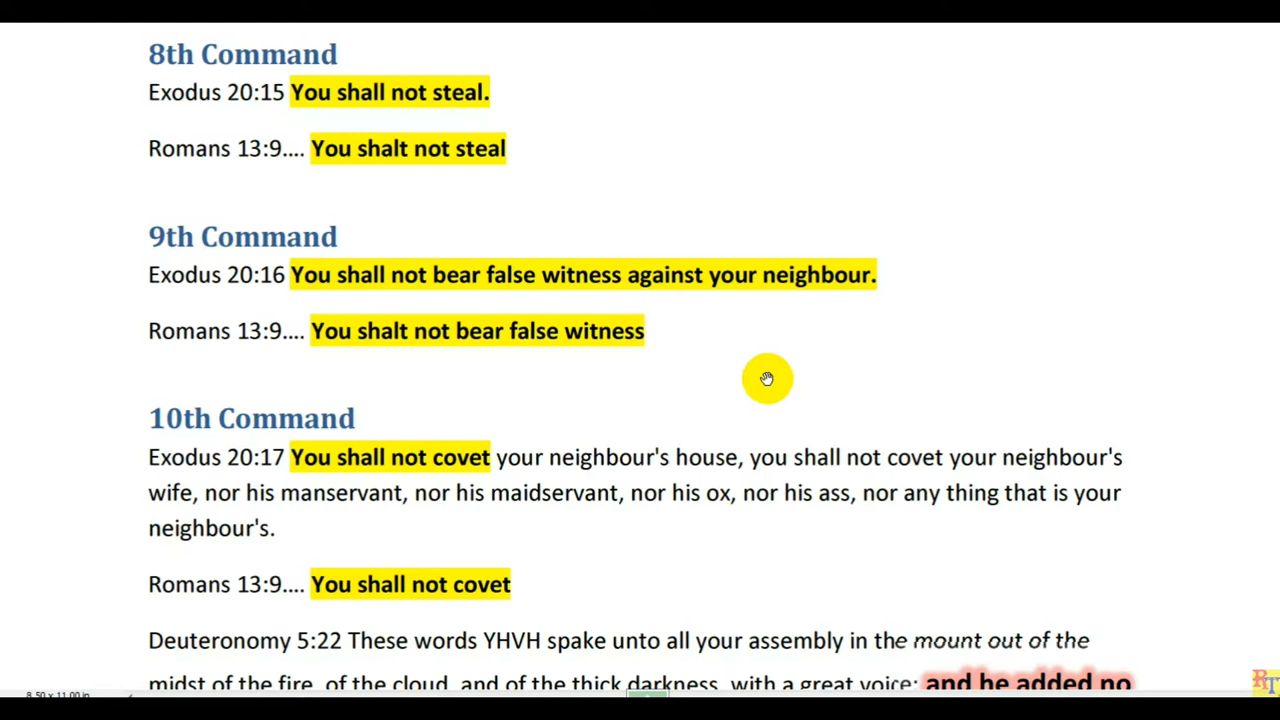 8th Command
Exodus 20:15 You shall not steal.
Romans 13:9.... You shalt not steal
9th Command
Exodus 20:16 You shall not bear false witness against your neighbour.
Romans 13:9.... You shalt not bear false witness
10th Command
Exodus 20:17 You shall not covet your neighbour's house, you shall not covet your neighbour's
wife, nor his manservant, nor his maidservant, nor his ox, nor his ass, nor any thing that is your
neighbour's.
Romans 13:9.... You shall not covet
Deuteronomy 5:22 These words YHVH spake unto all your assembly in the mount out of the
midst of the fire, of the cloud, and of the thick darkness, with a great voice: and he added no
8.50 x 11.00 in
RT